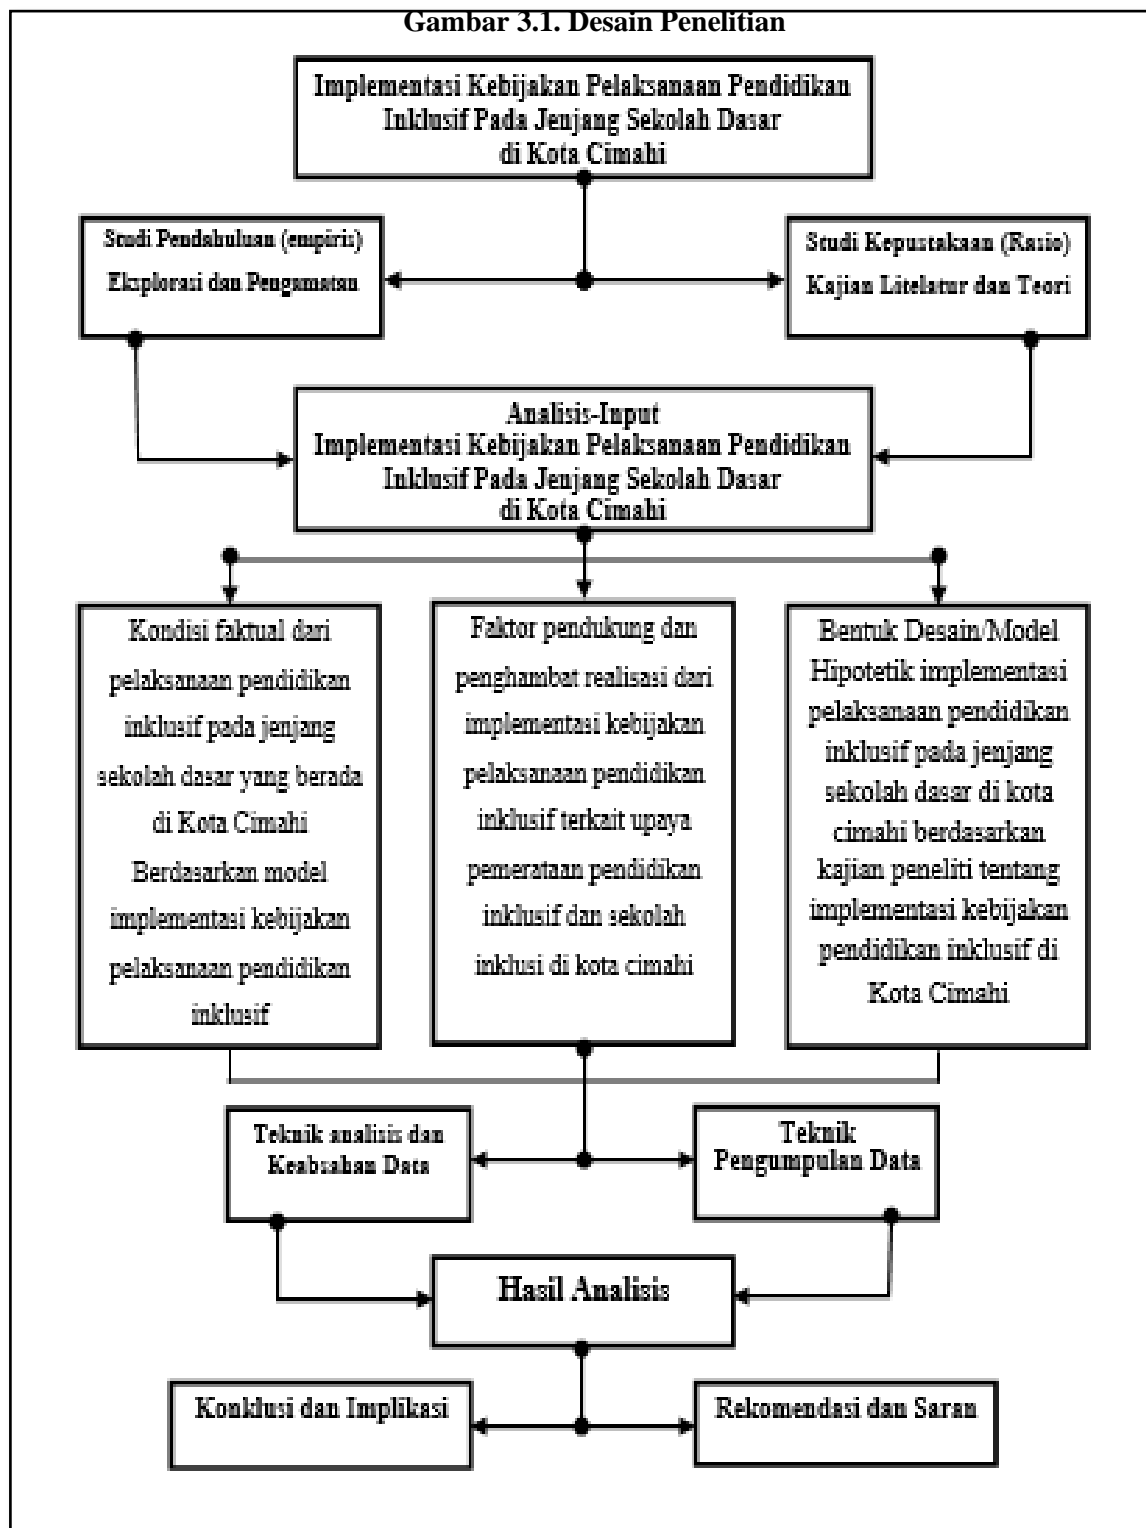 Gambar 3.1. Desain Penelitian
Implementasi Kebijakan Pelaksanaan Pendidikan
Inklusif Pada Jenjang Sekolah Dasar
di Kota Cimahi
Studi Pendahuluan (empiris)
Eksplorasi dan Pengamatan
Studi Kepustakaan (Rasio)
Kajian Litelatur dan Teori
Analisis-Input
Implementasi Kebijakan Pelaksanaan Pendidikan
Inklusif Pada Jenjang Sekolah Dasar
di Kota Cimahi
Kondisi faktual dari
pelaksanaan pendidikan
inklusif pada jenjang
sekolah dasar yang berada
di Kota Cimahi
Berdasarkan model
implementasi kebijakan
pelaksanaan pendidikan
inklusif
Faktor pendukung dan
penghambat realisasi dari
implementasi kebijakan
pelaksanaan pendidikan
inklusif terkait upaya
pemerataan pendidikan
inklusif dan sekolah
inklusi di kota cimahi
Bentuk Desain/Model
Hipotetik implementasi
pelaksanaan pendidikan
inklusif pada jenjang
sekolah dasar di kota
cimahi berdasarkan
kajian peneliti tentang
implementasi kebijakan
pendidikan inklusif di
Kota Cimahi
Teknik analisis dan
Keabsahan Data
Teknik
Pengumpulan Data
Hasil Analisis
Konklusi dan Implikasi
Rekomendasi dan Saran